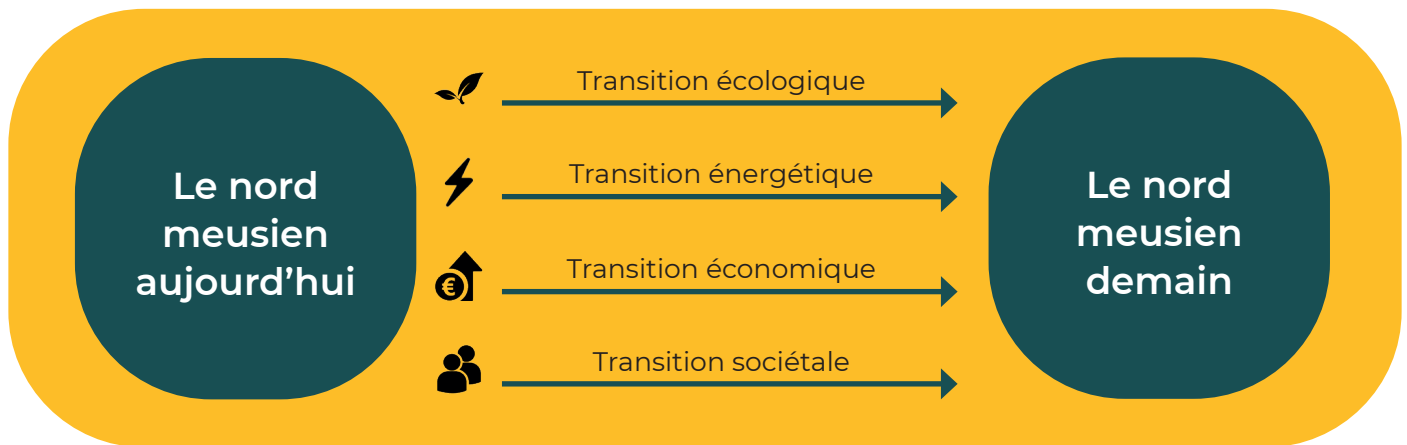 Le nord
meusien
aujourd’hui
Transition écologique
Transition énergétique
Transition économique
€
Transition sociétale
Le nord
meusien
demain